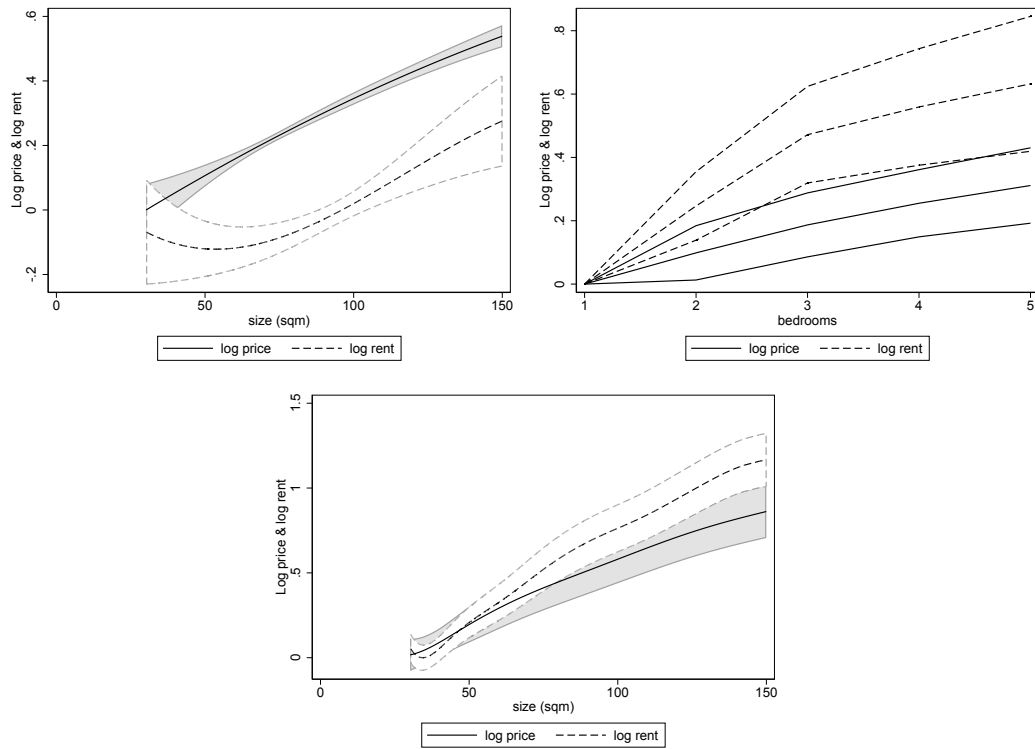 .6
.4
.2
0
-.2
Log price & log rent
0 50 100 150
size (sqm)
log price log rent
.8
.6
.4
.2
0
Log price & log rent
1 2 3 4 5
bedrooms
log price log rent
1.5
1
.5
0
Log price & log rent
0 50 100 150
size (sqm)
log price log rent